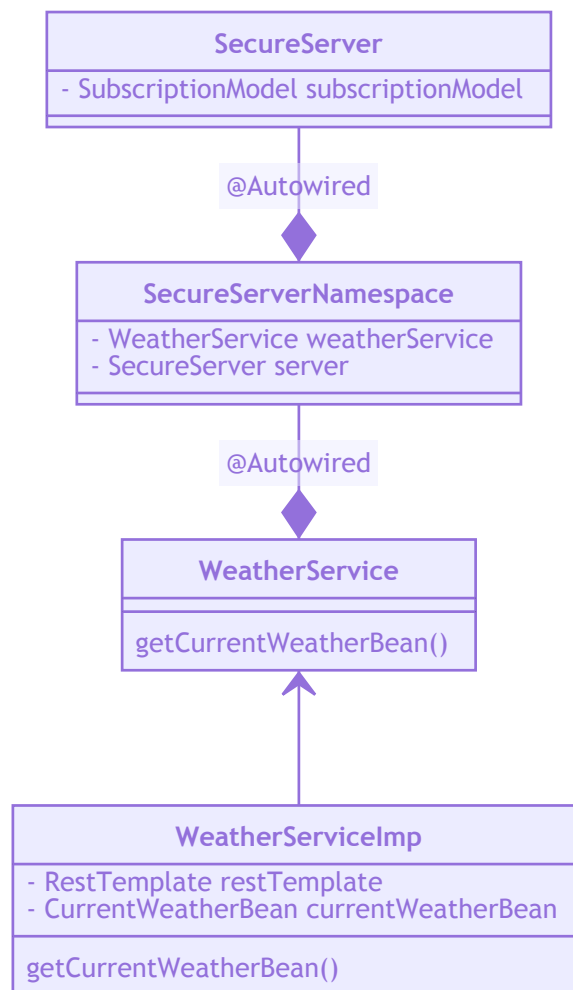 SecureServer
- SubscriptionModel subscriptionModel
@Autowired
SecureServerNamespace
- WeatherService weatherService
- SecureServer server
@Autowired
WeatherService
getCurrentWeatherBean()
WeatherServiceImp
- RestTemplate restTemplate
- CurrentWeatherBean currentWeatherBean
getCurrentWeatherBean()